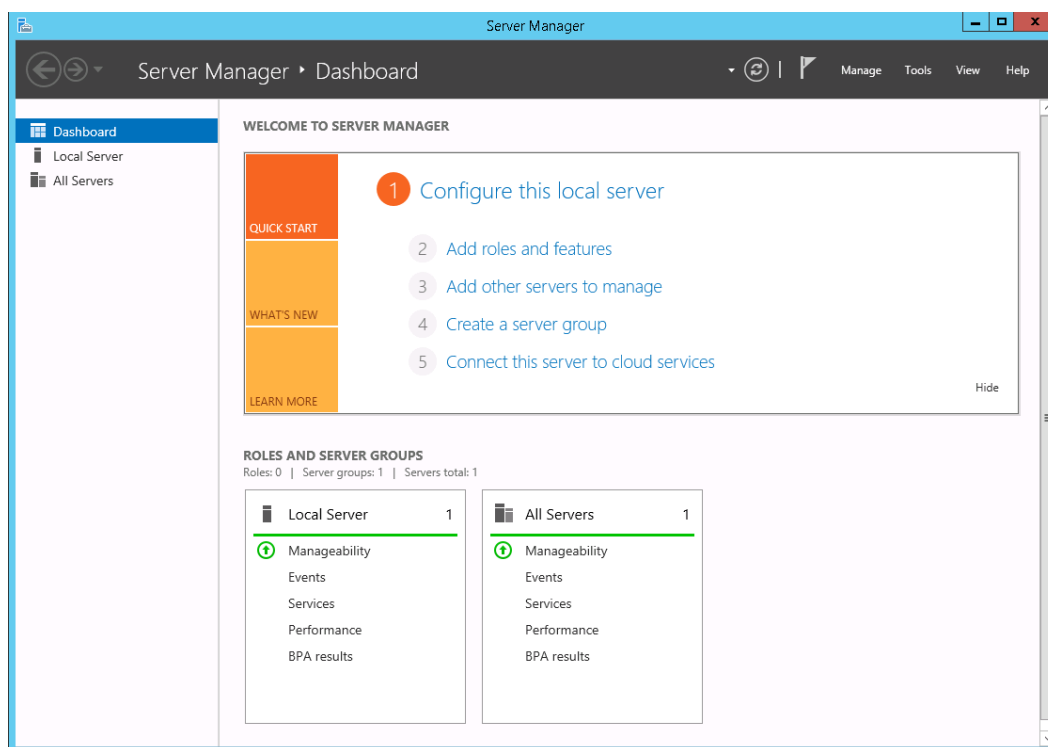 Server Manager
Server Manager ‣ Dashboard
Manage Tools View Help
Dashboard
Local Server
All Servers
WELCOME TO SERVER MANAGER
QUICK START
WHAT'S NEW
LEARN MORE
1 Configure this local server
2 Add roles and features
3 Add other servers to manage
4 Create a server group
5 Connect this server to cloud services
Hide
ROLES AND SERVER GROUPS
Roles: 0 | Server groups: 1 | Servers total: 1
Local Server 1
Manageability
Events
Services
Performance
BPA results
All Servers 1
Manageability
Events
Services
Performance
BPA results